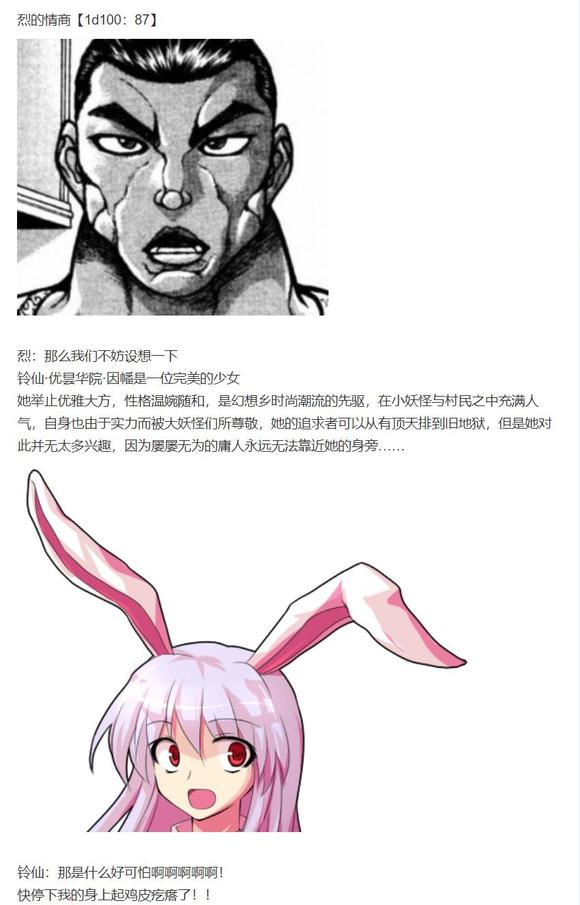 烈的情商【1d100：87】
烈：那么我们不妨设想一下
铃仙·优昙华院·因幡是一位完美的少女
她举止优雅大方，性格温婉随和，是幻想乡时尚潮流的先驱，在小妖怪与村民之中充满人
气，自身也由于实力而被大妖怪们所尊敬，她的追求者可以从有顶天排到旧地狱，但是她对
此并无太多兴趣，因为屡屡无为的庸人永远无法靠近她的身旁……
铃仙：那是什么好可怕啊啊啊啊啊！
快停下我的身上起鸡皮疙瘩了！！